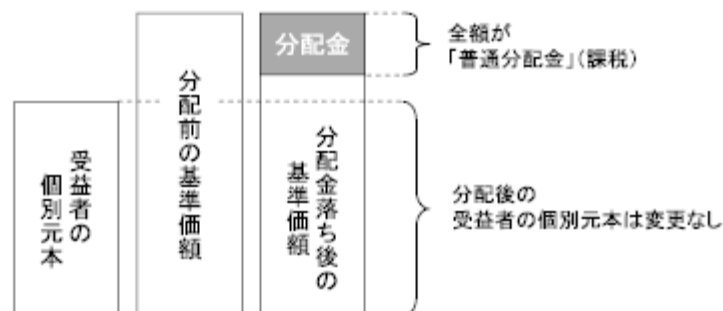 受益者の
個別元本
分配前の基準価額
分配金
分配金落ち後の
基準価額
全額が
「普通分配金」(課税)
分配後の
受益者の個別元本は変更なし